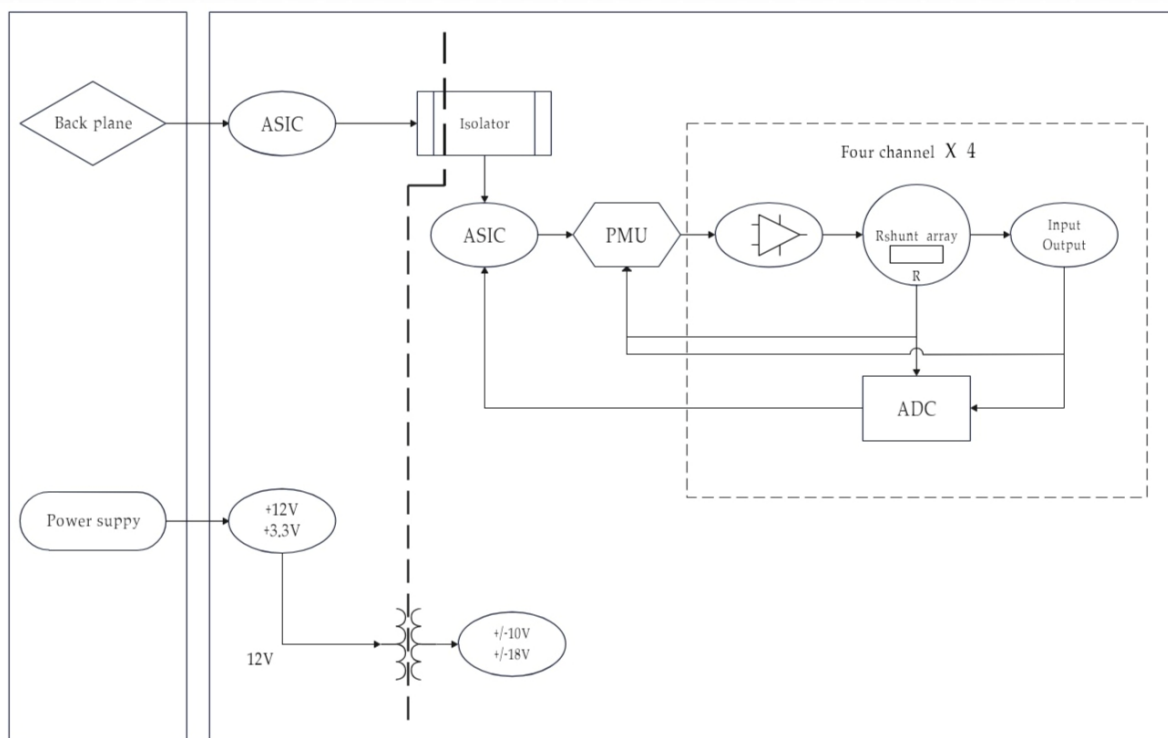 Back plane
ASIC
Isolator
Four channel X 4
ASIC
PMU
Rshunt array
R
Input
Output
ADC
Power suppy
+12V
+3.3V
12V
+/-10V
+/-18V